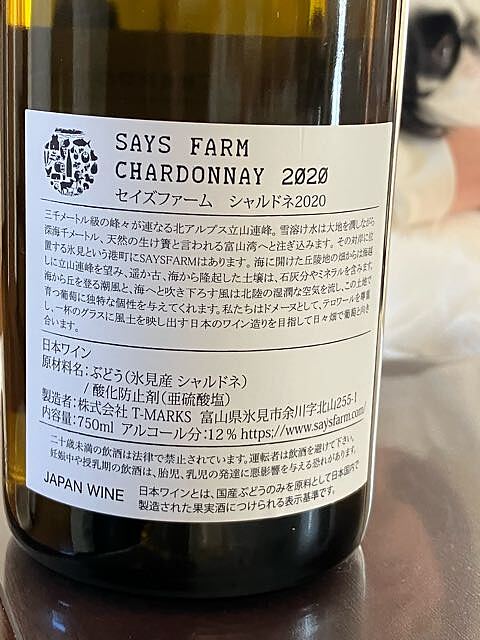 SAYS FARM
CHARDONNAY 2020
セイズファーム シャルドネ2020
三千メートル級の峰々が連なる北アルプス立山連峰。雪溶け水は大地を潤しながら
深海千メートル、天然の生け簀と言われる富山湾へと注ぎ込みます。その対岸に位
置する氷見という港町にSAYSFARMはあります。海に開けた丘陵地の畑からは海越
しに立山連峰を望み、遥か古、海から隆起した土壌は、石灰分やミネラルを含みます。
海から丘を登る潮風と、海へと吹き下ろす風は北陸の湿潤な空気を流し、この土地で
育つ葡萄に独特な個性を与えてくれます。私たちはドメーヌとして、テロワールを尊重
し、一杯のグラスに風土を映し出す日本のワイン造りを目指して日々畑で葡萄と向き
合います。
日本ワイン
原材料名:ぶどう(氷見産 シャルドネ)
/ 酸化防止剤(亜硫酸塩)
製造者:株式会社 T-MARKS 富山県氷見市余川字北山255-1
内容量:750ml アルコール分:12% https://www.saysfarm.com/
二十歳未満の飲酒は法律で禁止されています。運転者は飲酒を避けて下さい。
妊娠中や授乳期の飲酒は、胎児、乳児の発達に悪影響を与える恐れがあります。
JAPAN WINE
日本ワインとは、国産ぶどうのみを原料として日本国内で
製造された果実酒につけられる表示基準です。